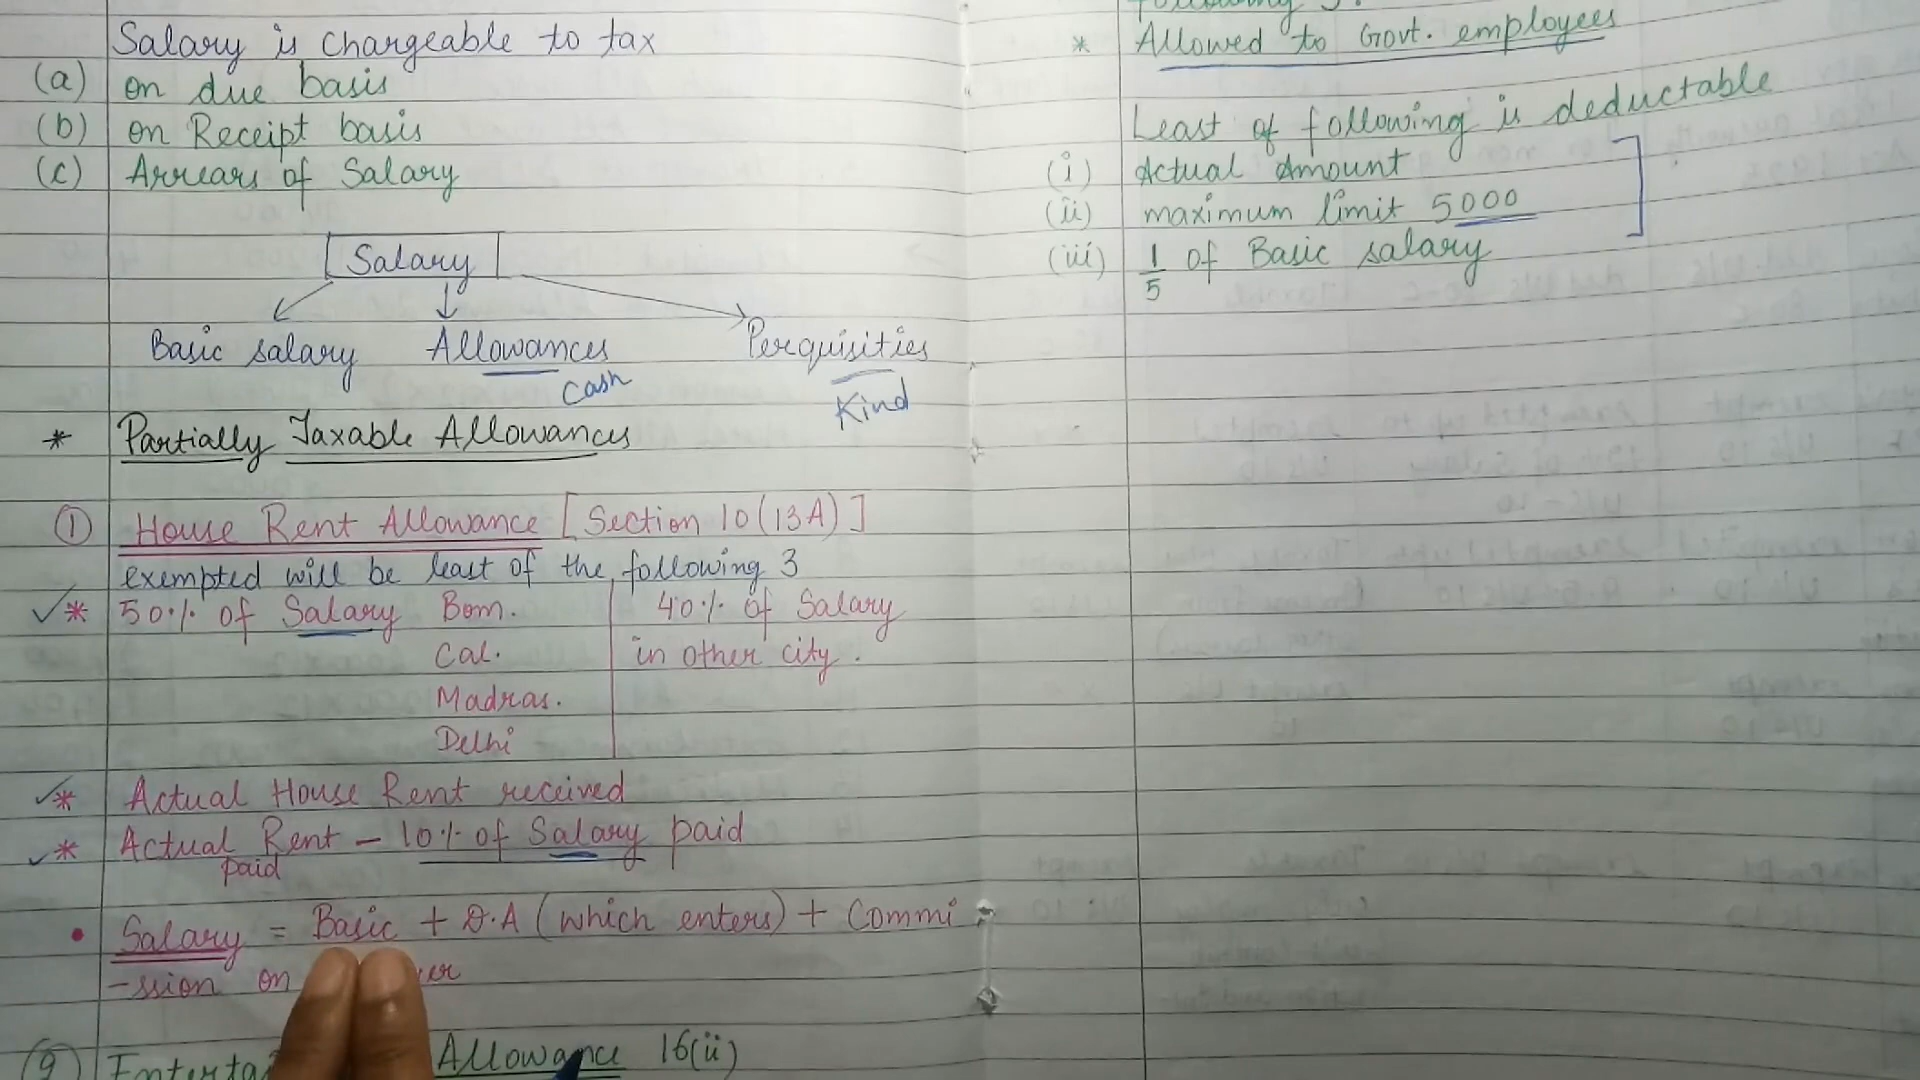 Salary is chargeable to tax
(a) on due basis
(b) on Receipt basis
(c) Arrears of Salary
Salary
Basic salary Allowances Perquisities
Cash Kind
* Partially Taxable Allowances
① House Rent Allowance [Section 10(13A)]
exempted will be least of the following 3
✓* 50% of Salary Bom. 40% of Salary
Cal. in other city.
Madras.
Delhi
✓* Actual House Rent received
✓* Actual Rent - 10% of Salary paid
paid
• Salary = Basic + D.A (which enters) + Commi
-ssion on
Allowance 16(ii)
* Allowed to Govt. employees
Least of following is deductable
(i) Actual Amount
(ii) maximum limit 5000
(iii) 1/5 of Basic salary